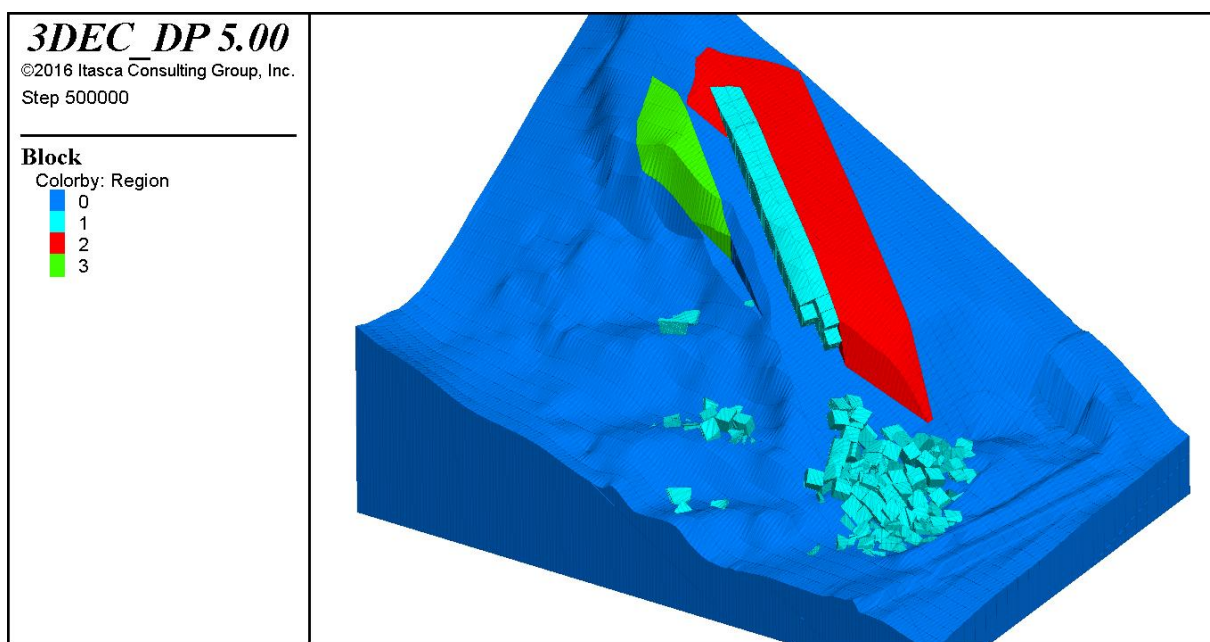 3DEC_DP 5.00
©2016 Itasca Consulting Group, Inc.
Step 500000
Block
Colorby: Region
0
1
2
3